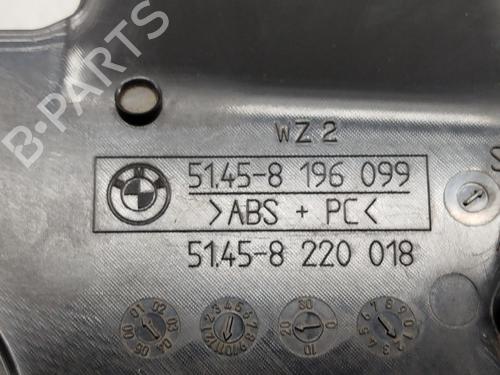 B-PARTS
WZ 2
51.45-8 196 099
>ABS + PC<
51.45-8 220 018